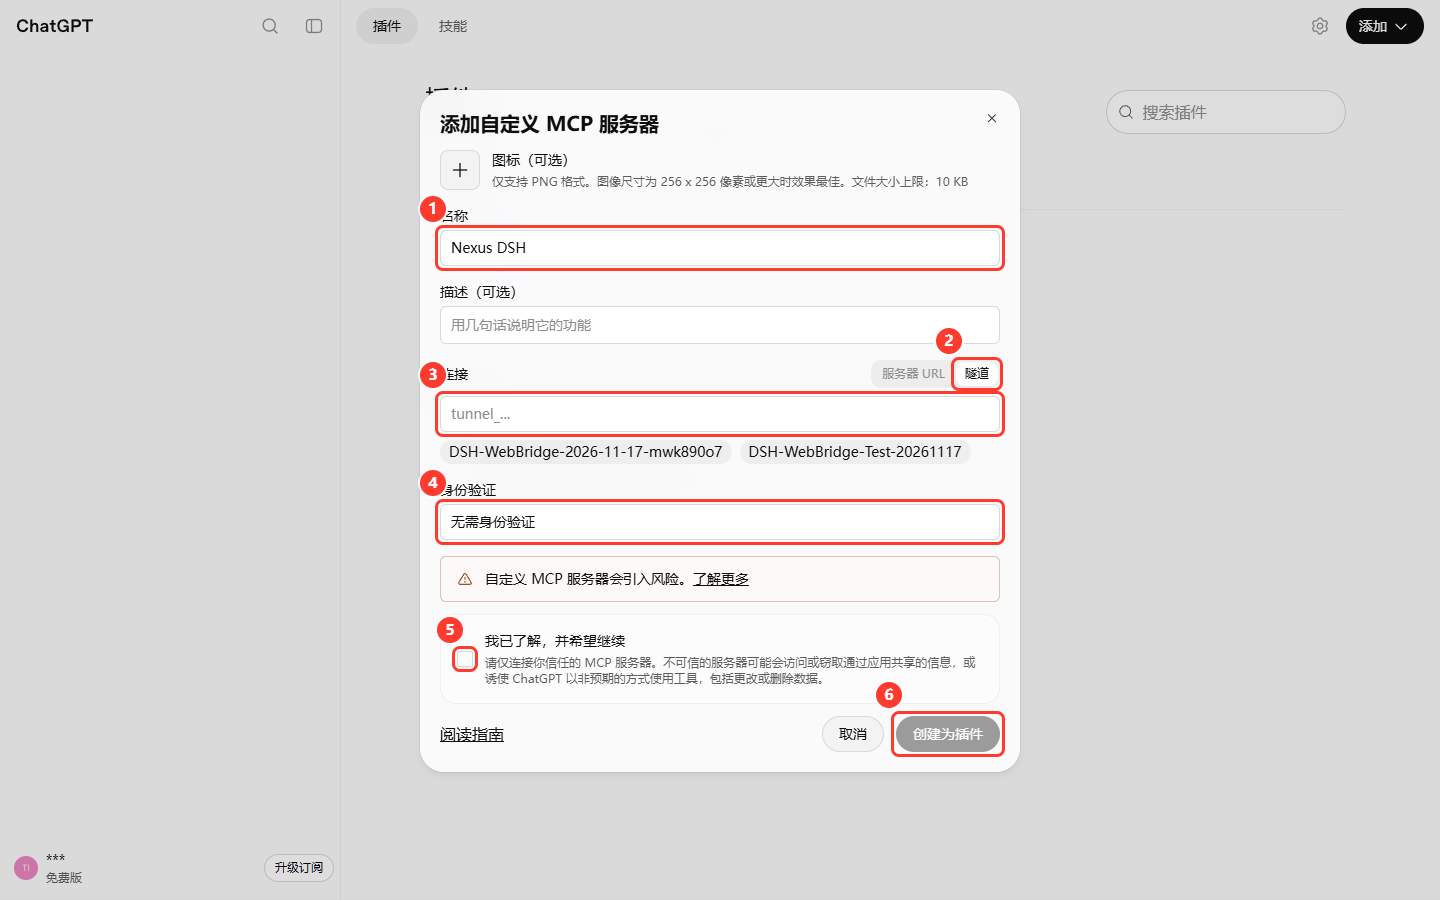 ChatGPT
插件
技能
添加
搜索插件
添加自定义 MCP 服务器
图标（可选）
仅支持 PNG 格式。图像尺寸为 256 x 256 像素或更大时效果最佳。文件大小上限：10 KB
1
名称
Nexus DSH
描述（可选）
用几句话说明它的功能
2
3
连接
服务器 URL
隧道
tunnel_...
DSH-WebBridge-2026-11-17-mwk890o7
DSH-WebBridge-Test-20261117
4
身份验证
无需身份验证
自定义 MCP 服务器会引入风险。了解更多
5
我已了解，并希望继续
请仅连接你信任的 MCP 服务器。不可信的服务器可能会访问或窃取通过应用共享的信息，或
诱使 ChatGPT 以非预期的方式使用工具，包括更改或删除数据。
6
阅读指南
取消
创建为插件
TI
***
免费版
升级订阅